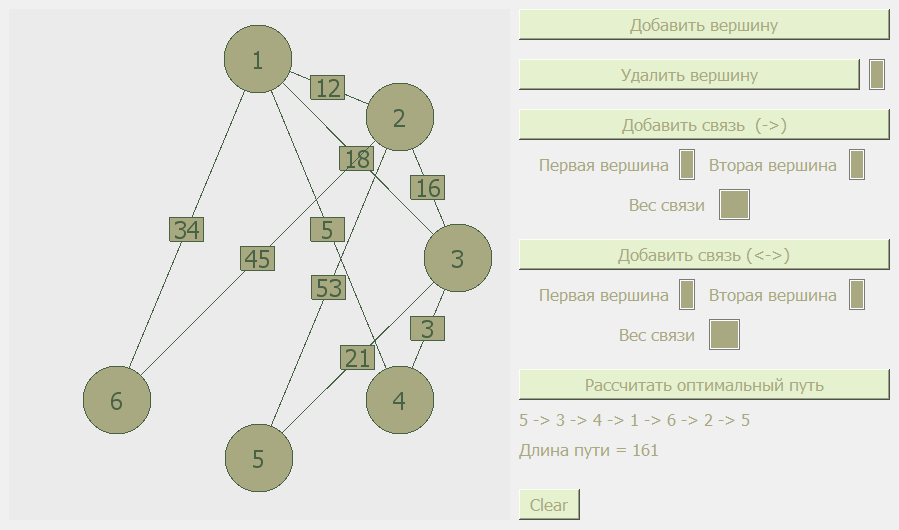 1
12
2
18
16
34
5
45
3
53
3
21
6
4
5
Добавить вершину
Удалить вершину
Добавить связь (->)
Первая вершина Вторая вершина
Вес связи
Добавить связь (<->)
Первая вершина Вторая вершина
Вес связи
Рассчитать оптимальный путь
5 -> 3 -> 4 -> 1 -> 6 -> 2 -> 5
Длина пути = 161
Clear